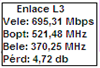 Enlace L3
Vele: 695,31 Mbps
Bopt: 521,48 MHz
Bele: 370,25 MHz
Pérd: 4,72 db